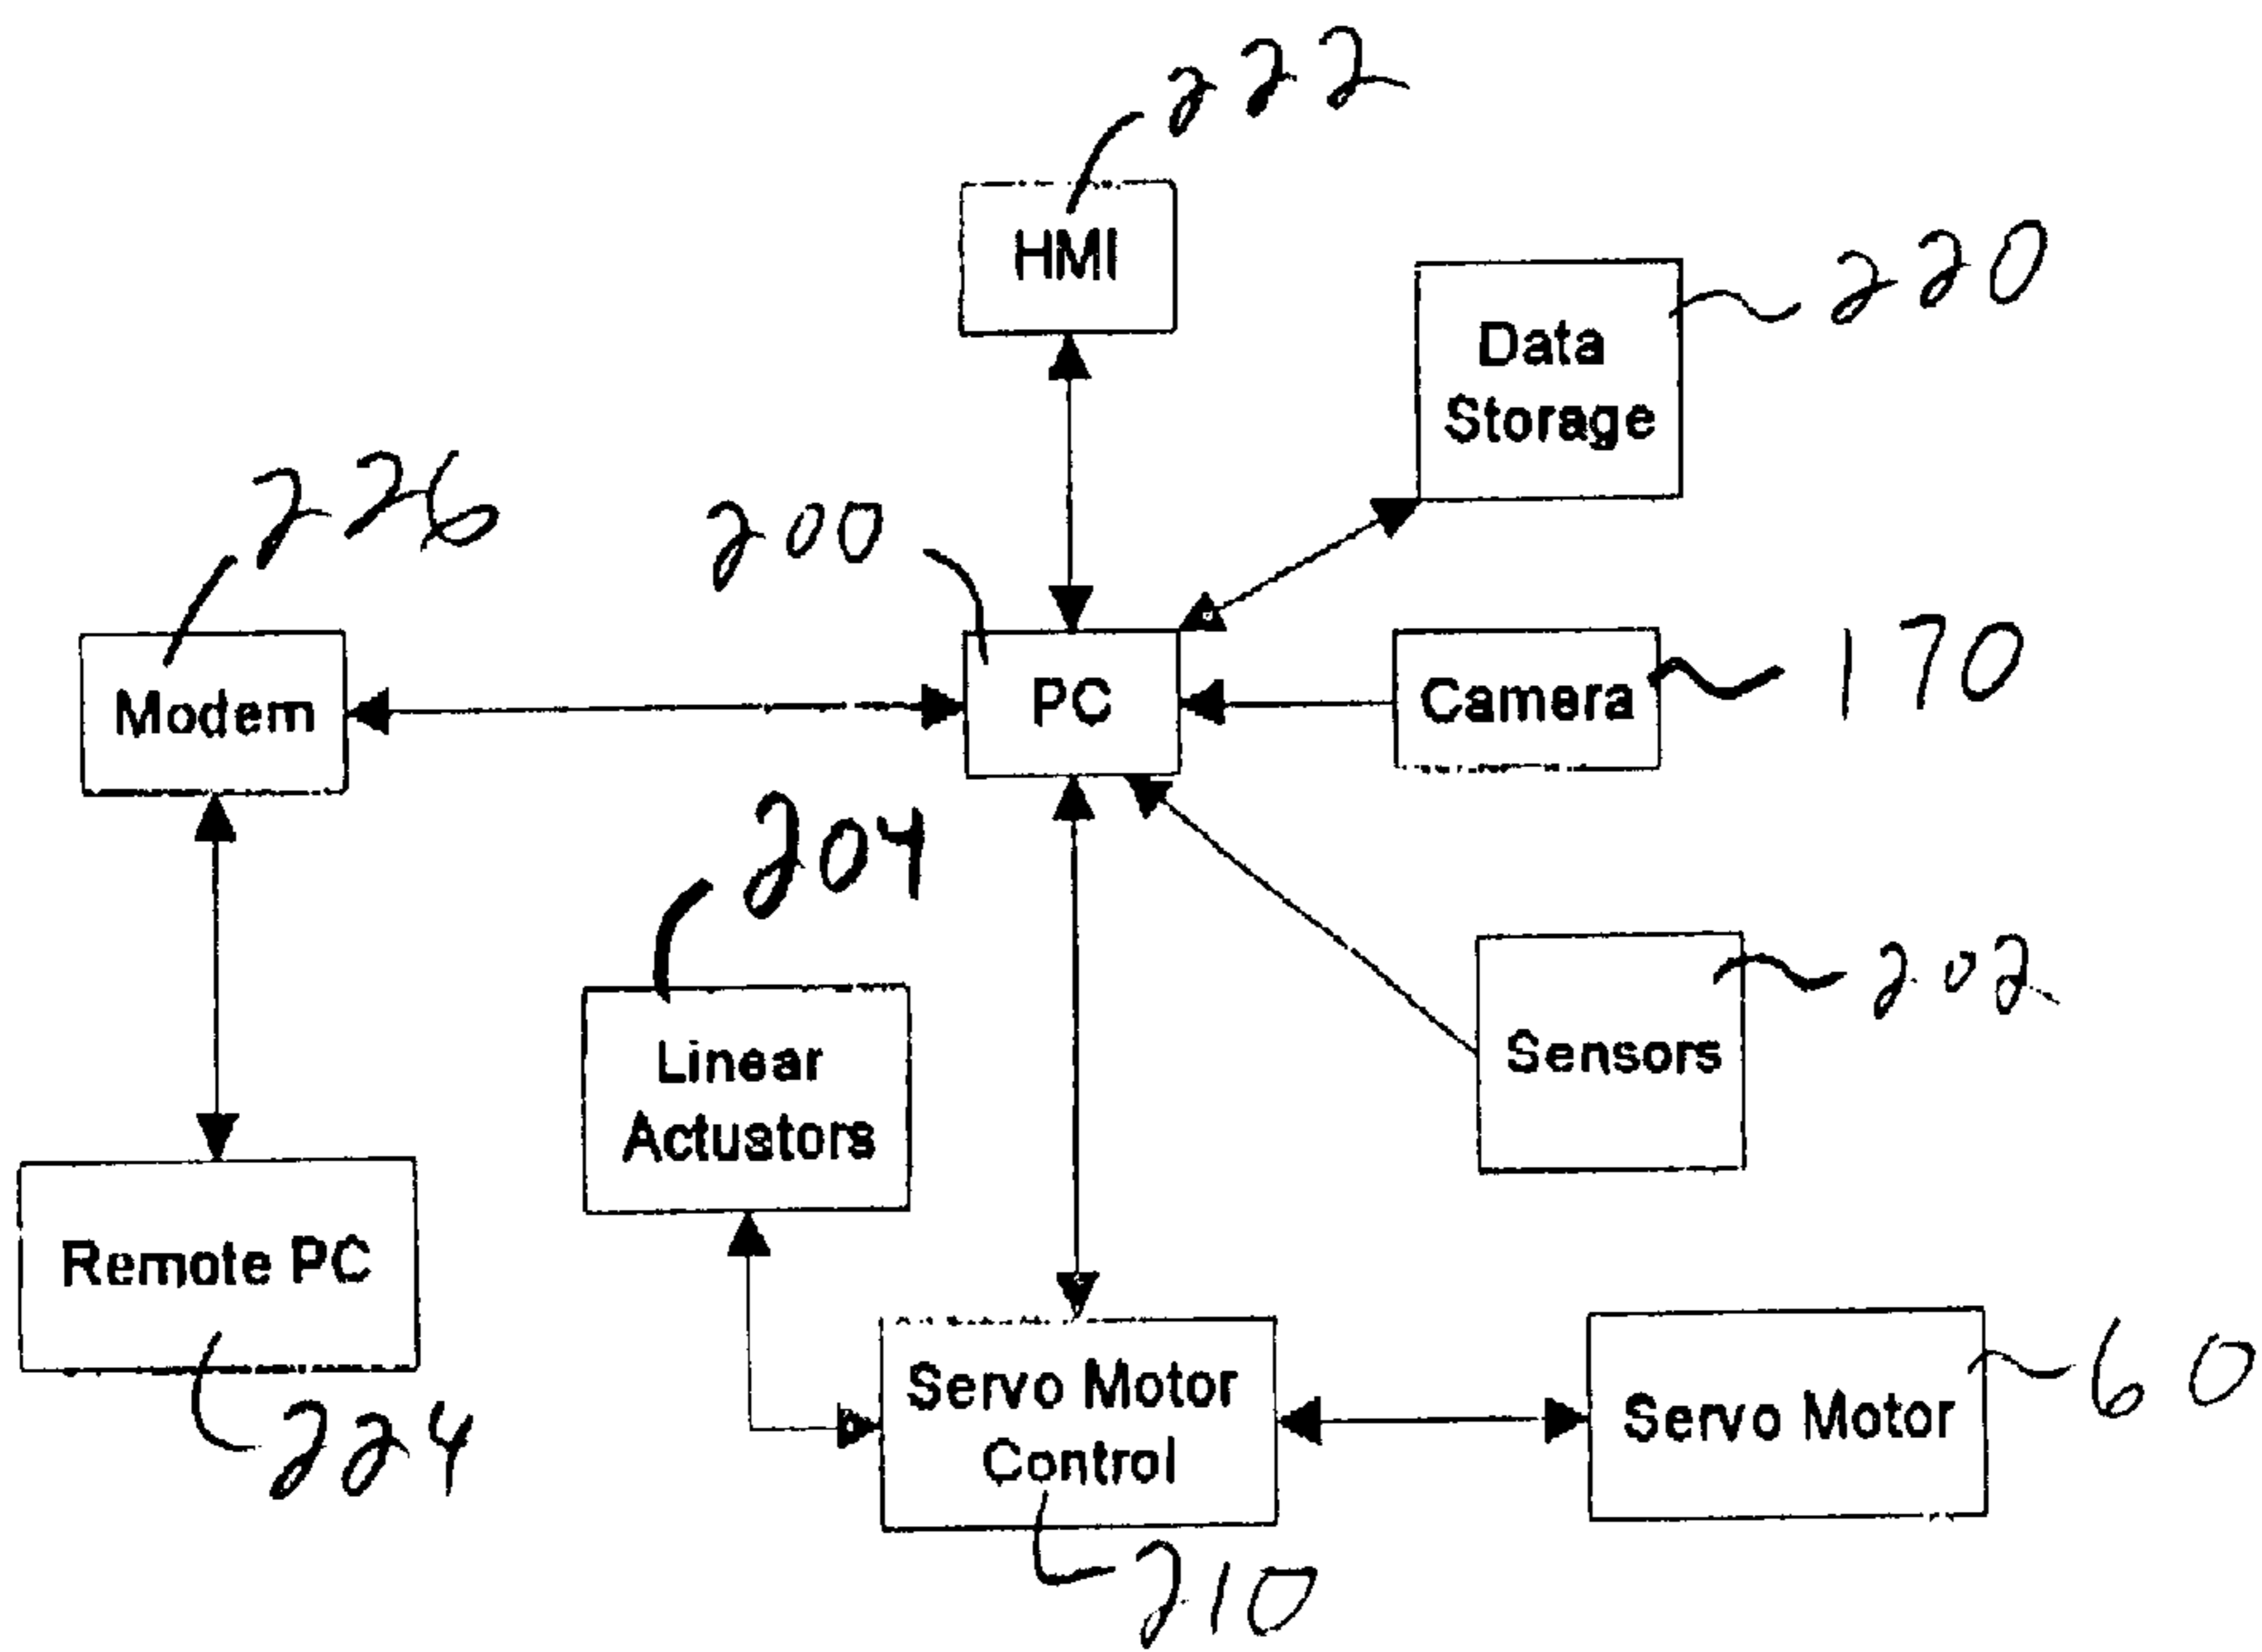 222
HMI
220
Data
Storage
226
200
Modem
PC
Camera
170
204
202
Linear
Actuators
Sensors
Remote PC
224
Servo Motor
Control
210
Servo Motor
60